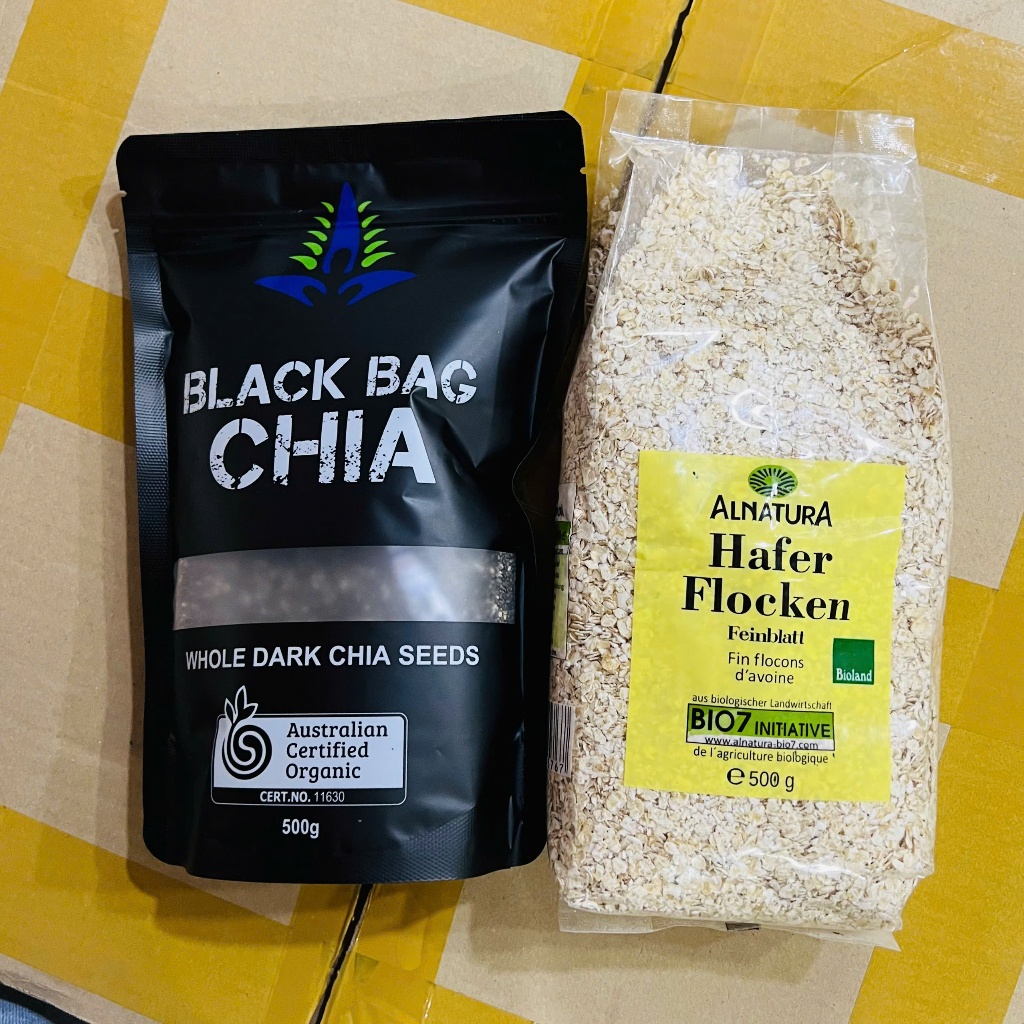 BLACK BAG
CHIA
WHOLE DARK CHIA SEEDS
Australian
Certified
Organic
CERT.NO. 11630
500g
ALNATURA
Hafer
Flocken
Feinblatt
Fin flocons
d'avoine
Bioland
aus biologischer Landwirtschaft
BIO7 INITIATIVE
www.alnatura-bio7.com
de l'agriculture biologique
℮ 500 g